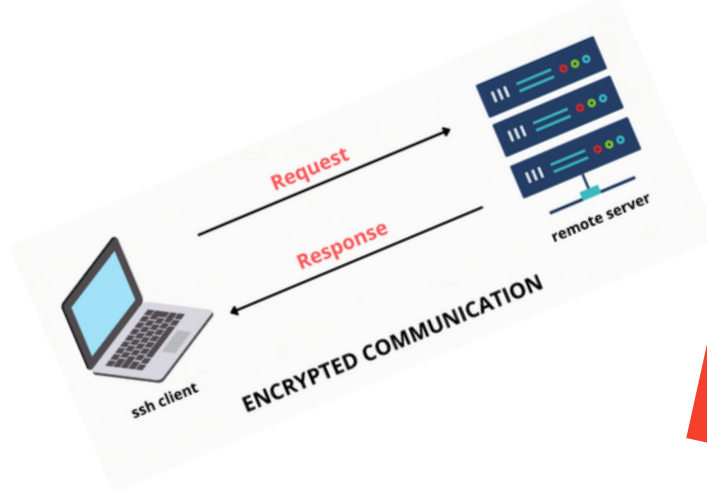 Request
Response
remote server
ssh client
ENCRYPTED COMMUNICATION